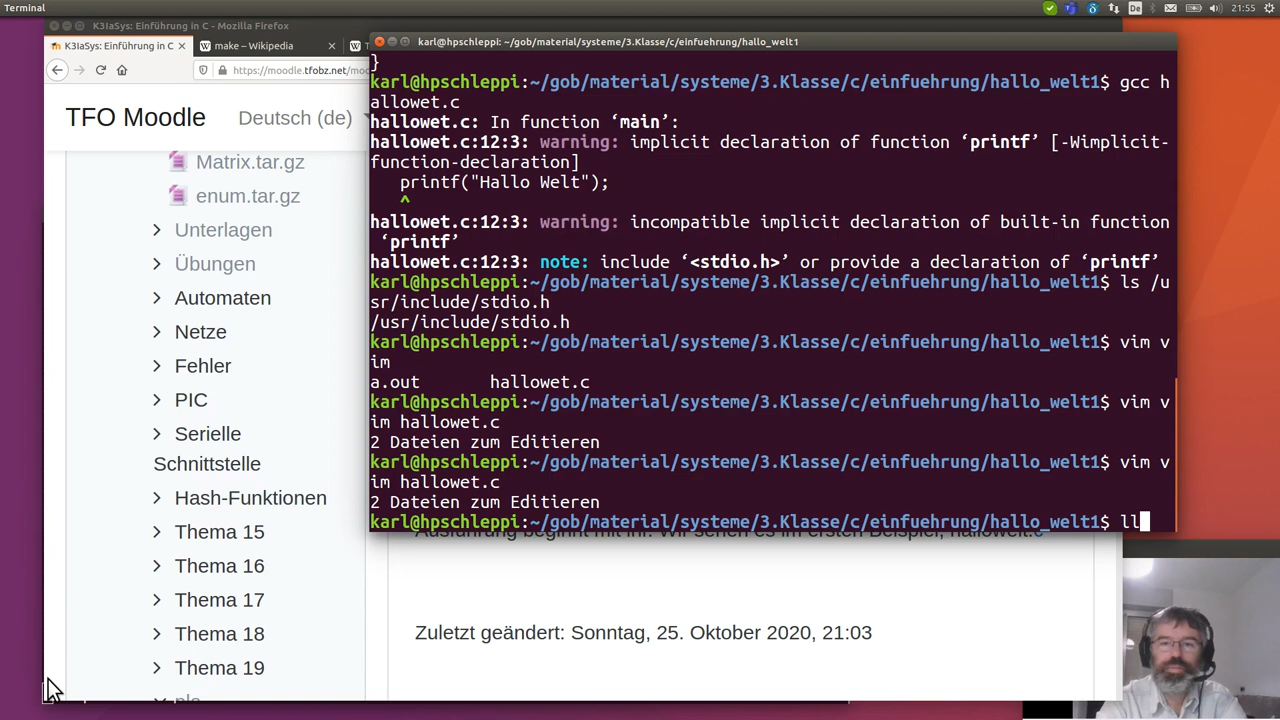 Terminal
De
21:55
K3IaSys: Einführung in C - Mozilla Firefox
K3IaSys: Einführung in C
make – Wikipedia
https://moodle.tfobz.net/mo
TFO Moodle
Deutsch (de)
Matrix.tar.gz
enum.tar.gz
Unterlagen
Übungen
Automaten
Netze
Fehler
PIC
Serielle
Schnittstelle
Hash-Funktionen
Thema 15
Thema 16
Thema 17
Thema 18
Thema 19
karl@hpschleppi: ~/gob/material/systeme/3.Klasse/c/einfuehrung/hallo_welt1
}
karl@hpschleppi:~/gob/material/systeme/3.Klasse/c/einfuehrung/hallo_welt1$ gcc h
allowet.c
hallowet.c: In function ‘main’:
hallowet.c:12:3: warning: implicit declaration of function ‘printf’ [-Wimplicit-
function-declaration]
printf("Hallo Welt");
^
hallowet.c:12:3: warning: incompatible implicit declaration of built-in function
‘printf’
hallowet.c:12:3: note: include ‘<stdio.h>’ or provide a declaration of ‘printf’
karl@hpschleppi:~/gob/material/systeme/3.Klasse/c/einfuehrung/hallo_welt1$ ls /u
sr/include/stdio.h
/usr/include/stdio.h
karl@hpschleppi:~/gob/material/systeme/3.Klasse/c/einfuehrung/hallo_welt1$ vim v
im
a.out hallowet.c
karl@hpschleppi:~/gob/material/systeme/3.Klasse/c/einfuehrung/hallo_welt1$ vim v
im hallowet.c
2 Dateien zum Editieren
karl@hpschleppi:~/gob/material/systeme/3.Klasse/c/einfuehrung/hallo_welt1$ vim v
im hallowet.c
2 Dateien zum Editieren
karl@hpschleppi:~/gob/material/systeme/3.Klasse/c/einfuehrung/hallo_welt1$ ll
Zuletzt geändert: Sonntag, 25. Oktober 2020, 21:03